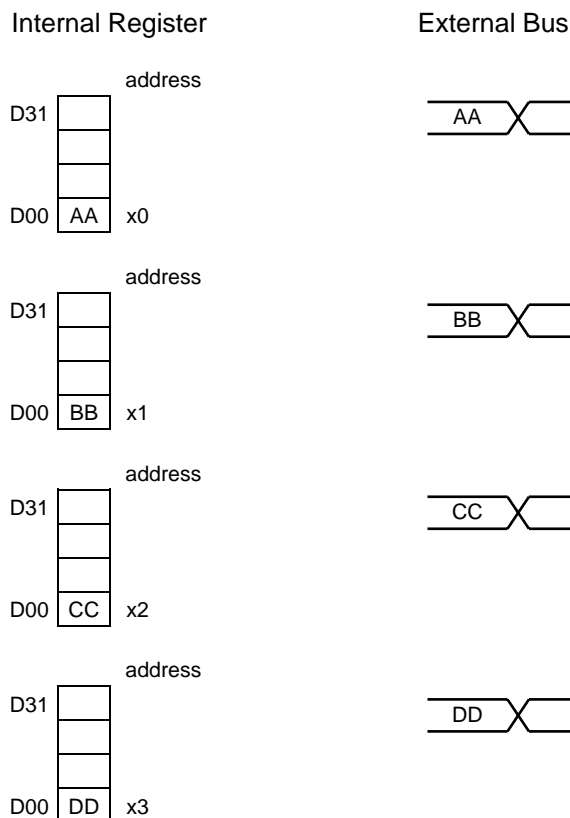 Internal Register External Bus
address
D31 AA
D00 AA x0
address
D31 BB
D00 BB x1
address
D31 CC
D00 CC x2
address
D31 DD
D00 DD x3